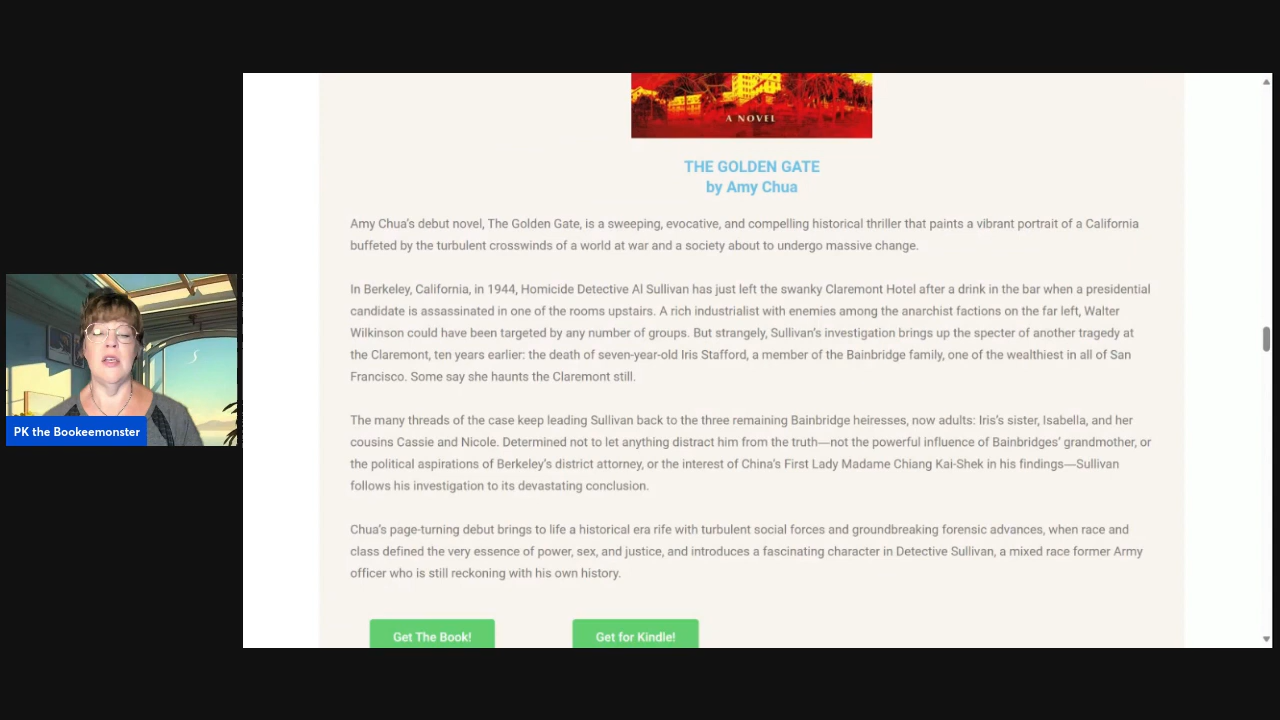 A NOVEL
THE GOLDEN GATE
by Amy Chua
Amy Chua's debut novel, The Golden Gate, is a sweeping, evocative, and compelling historical thriller that paints a vibrant portrait of a California
buffeted by the turbulent crosswinds of a world at war and a society about to undergo massive change.
In Berkeley, California, in 1944, Homicide Detective Al Sullivan has just left the swanky Claremont Hotel after a drink in the bar when a presidential
candidate is assassinated in one of the rooms upstairs. A rich industrialist with enemies among the anarchist factions on the far left, Walter
Wilkinson could have been targeted by any number of groups. But strangely, Sullivan's investigation brings up the specter of another tragedy at
the Claremont, ten years earlier: the death of seven-year-old Iris Stafford, a member of the Bainbridge family, one of the wealthiest in all of San
Francisco. Some say she haunts the Claremont still.
The many threads of the case keep leading Sullivan back to the three remaining Bainbridge heiresses, now adults: Iris's sister, Isabella, and her
cousins Cassie and Nicole. Determined not to let anything distract him from the truth—not the powerful influence of Bainbridges' grandmother, or
the political aspirations of Berkeley's district attorney, or the interest of China's First Lady Madame Chiang Kai-Shek in his findings—Sullivan
follows his investigation to its devastating conclusion.
Chua's page-turning debut brings to life a historical era rife with turbulent social forces and groundbreaking forensic advances, when race and
class defined the very essence of power, sex, and justice, and introduces a fascinating character in Detective Sullivan, a mixed race former Army
officer who is still reckoning with his own history.
Get The Book!
Get for Kindle!
PK the Bookeemonster